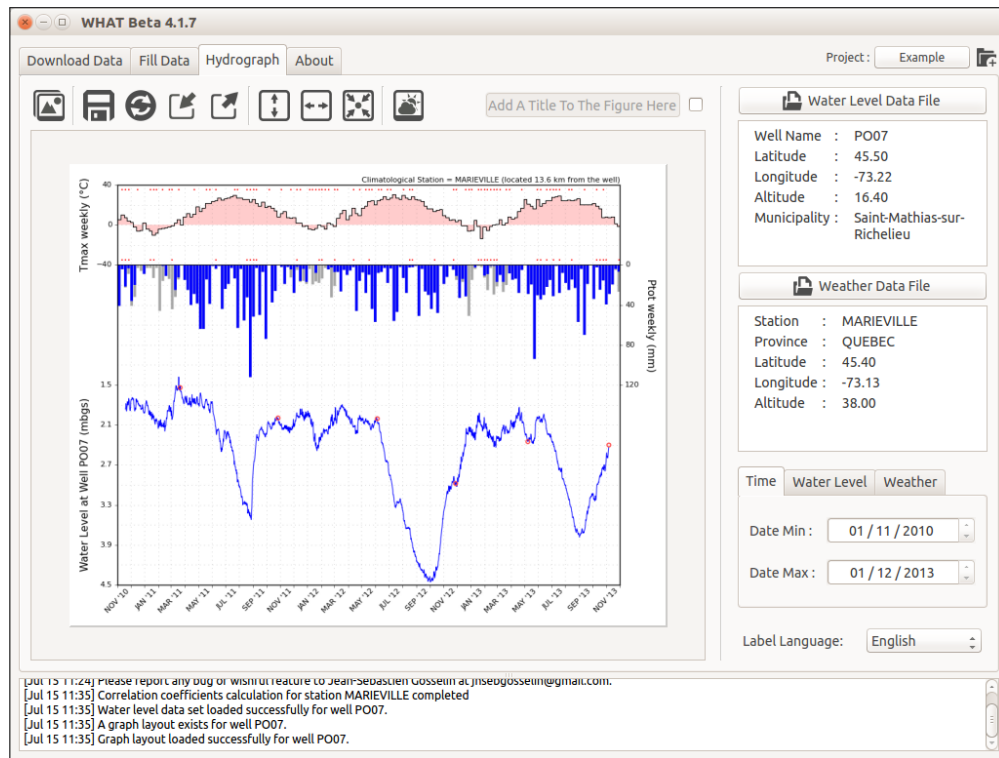 WHAT Beta 4.1.7
Download Data
Fill Data
Hydrograph
About
Project :
Example
Add A Title To The Figure Here
Climatological Station = MARIEVILLE (located 13.6 km from the well)
Tmax weekly (°C)
40
0
−40
0
40
80
120
Ptot weekly (mm)
Water Level at Well PO07 (mbgs)
1.5
2.1
2.7
3.3
3.9
4.5
NOV '10
JAN '11
MAR '11
MAY '11
JUL '11
SEP '11
NOV '11
JAN '12
MAR '12
MAY '12
JUL '12
SEP '12
NOV '12
JAN '13
MAR '13
MAY '13
JUL '13
SEP '13
NOV '13
Water Level Data File
Well Name : PO07
Latitude : 45.50
Longitude : -73.22
Altitude : 16.40
Municipality : Saint-Mathias-sur-
Richelieu
Weather Data File
Station : MARIEVILLE
Province : QUEBEC
Latitude : 45.40
Longitude : -73.13
Altitude : 38.00
Time
Water Level
Weather
Date Min : 01 / 11 / 2010
Date Max : 01 / 12 / 2013
Label Language: English
[Jul 15 11:24] Please report any bug or wishful feature to Jean-Sebastien Gosselin at jnsebgosselin@gmail.com.
[Jul 15 11:35] Correlation coefficients calculation for station MARIEVILLE completed
[Jul 15 11:35] Water level data set loaded successfully for well PO07.
[Jul 15 11:35] A graph layout exists for well PO07.
[Jul 15 11:35] Graph layout loaded successfully for well PO07.